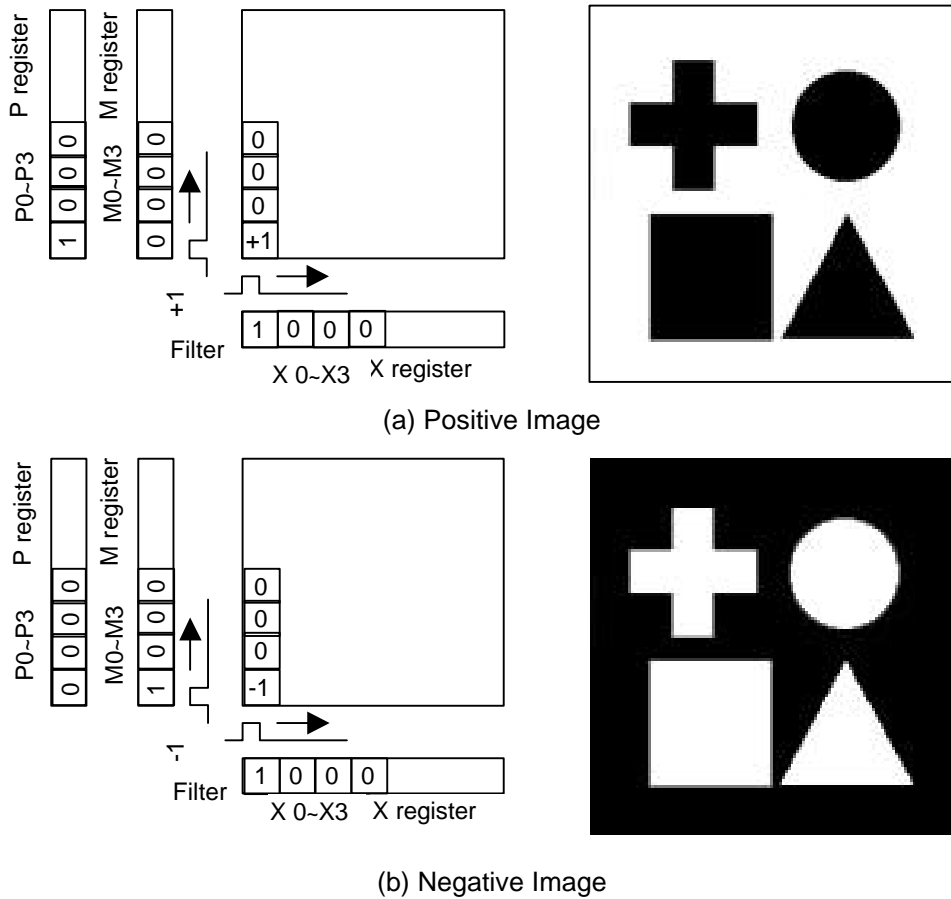 P register
M register
P0~P3
M0~M3
0
0
0
1
0
0
0
0
0
0
0
+1
+1
Filter
1 0 0 0
X 0~X3
X register
(a) Positive Image
P register
M register
P0~P3
M0~M3
0
0
0
0
0
0
0
1
0
0
0
-1
-1
Filter
1 0 0 0
X 0~X3
X register
(b) Negative Image